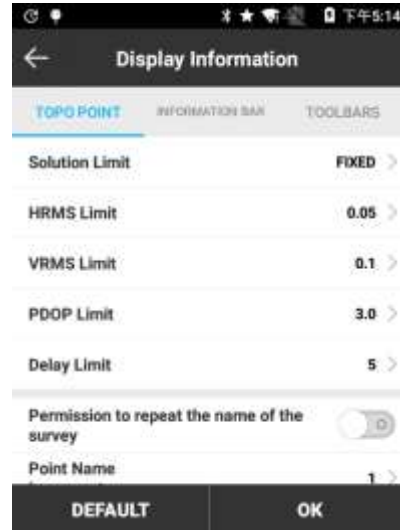 下午5:14
Display Information
TOPO POINT INFORMATION BAR TOOLBARS
Solution Limit FIXED
HRMS Limit 0.05
VRMS Limit 0.1
PDOP Limit 3.0
Delay Limit 5
Permission to repeat the name of the
survey
Point Name
1
DEFAULT OK